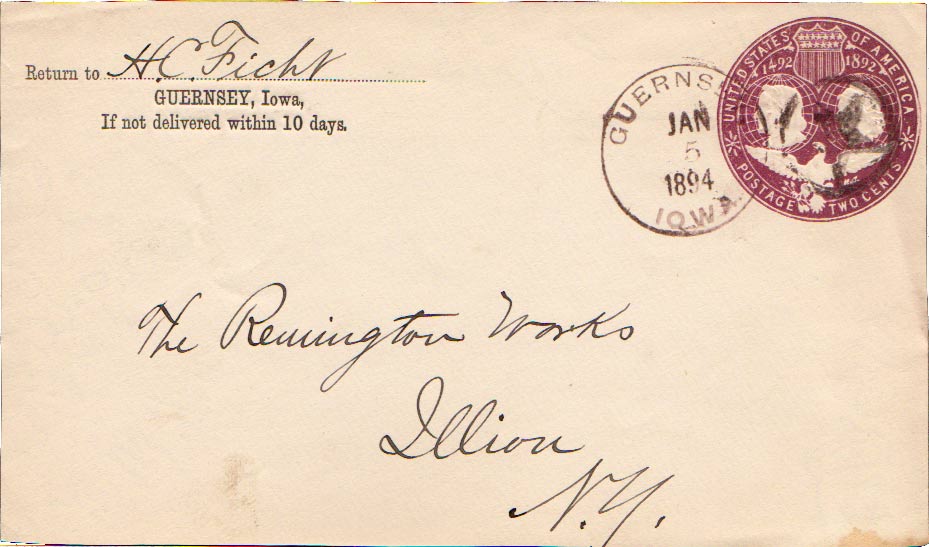 Return to H.C. Ficht
GUERNSEY, Iowa,
If not delivered within 10 days.
GUERNS
JAN
5
1894
IOWA
UNITED STATES OF AMERICA
1492 1892
POSTAGE TWO CENTS
The Remington Works
Illion
N.Y.